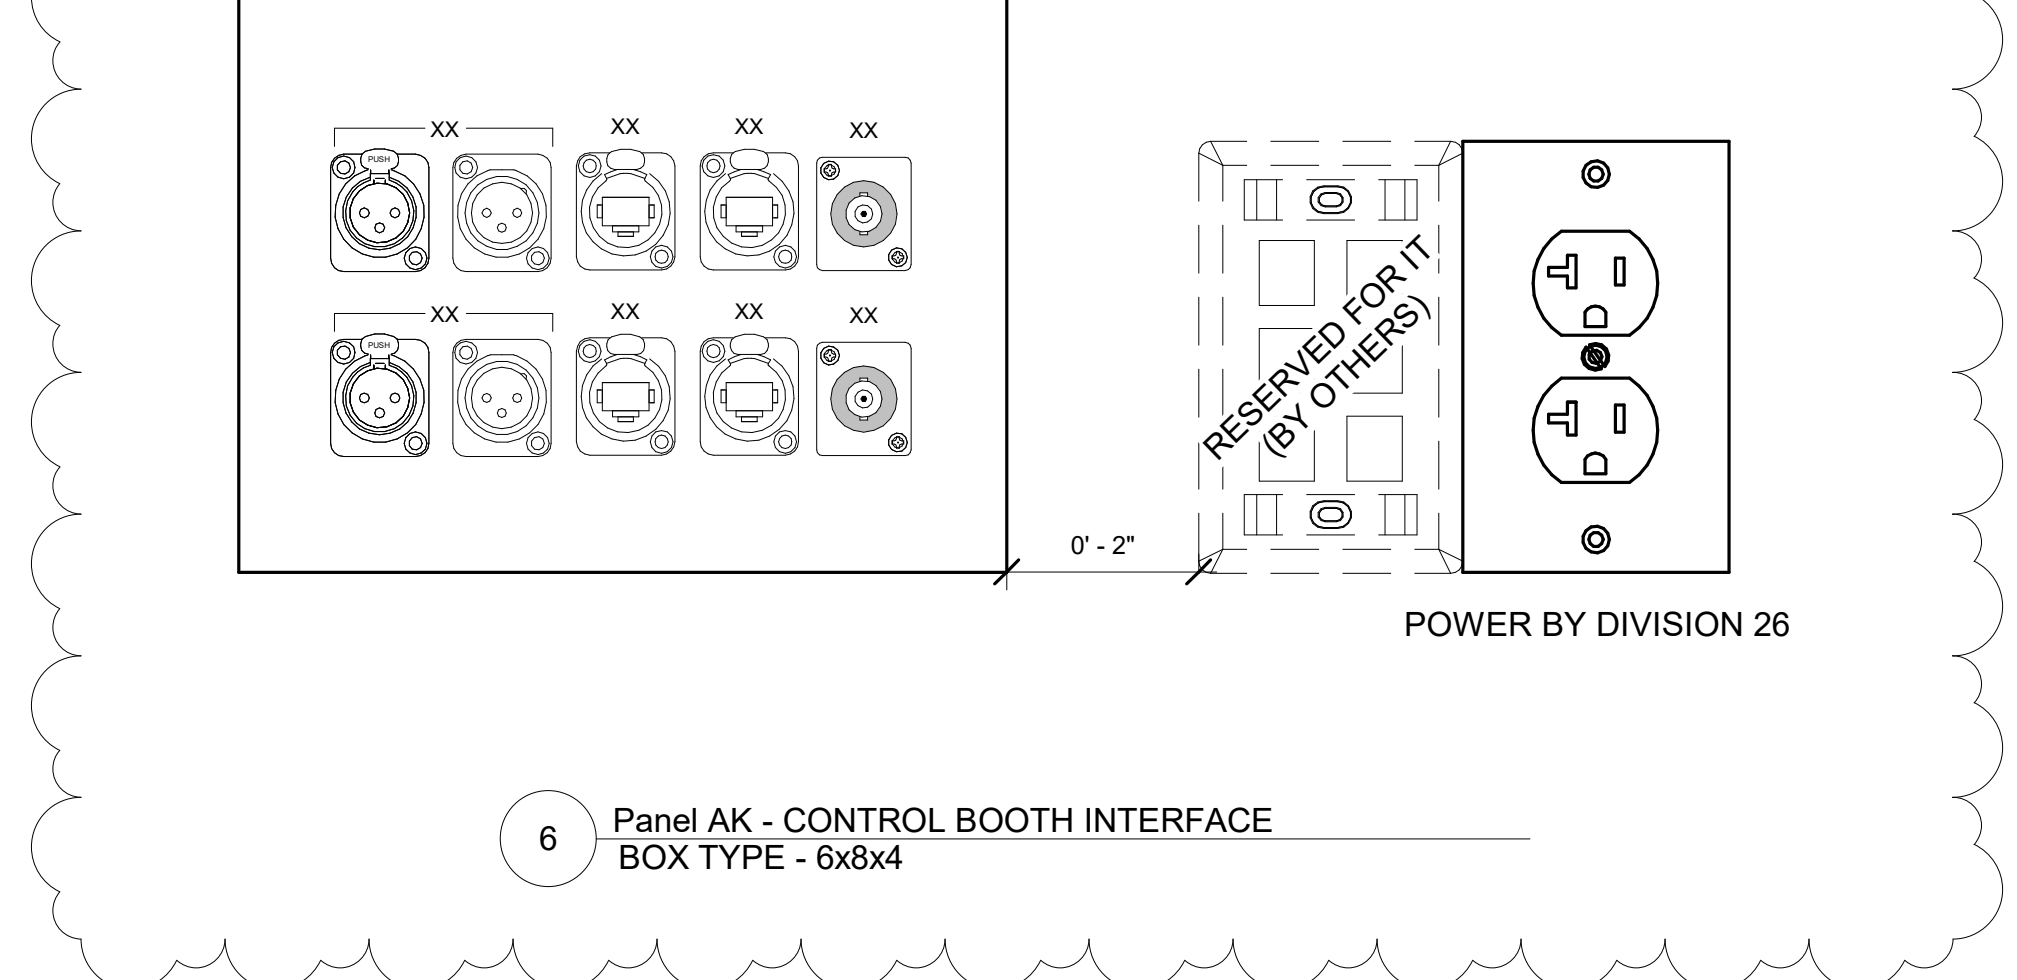 XX XX XX XX
PUSH
XX XX XX XX
PUSH
RESERVED FOR IT
(BY OTHERS)
0' - 2"
POWER BY DIVISION 26
6
Panel AK - CONTROL BOOTH INTERFACE
BOX TYPE - 6x8x4